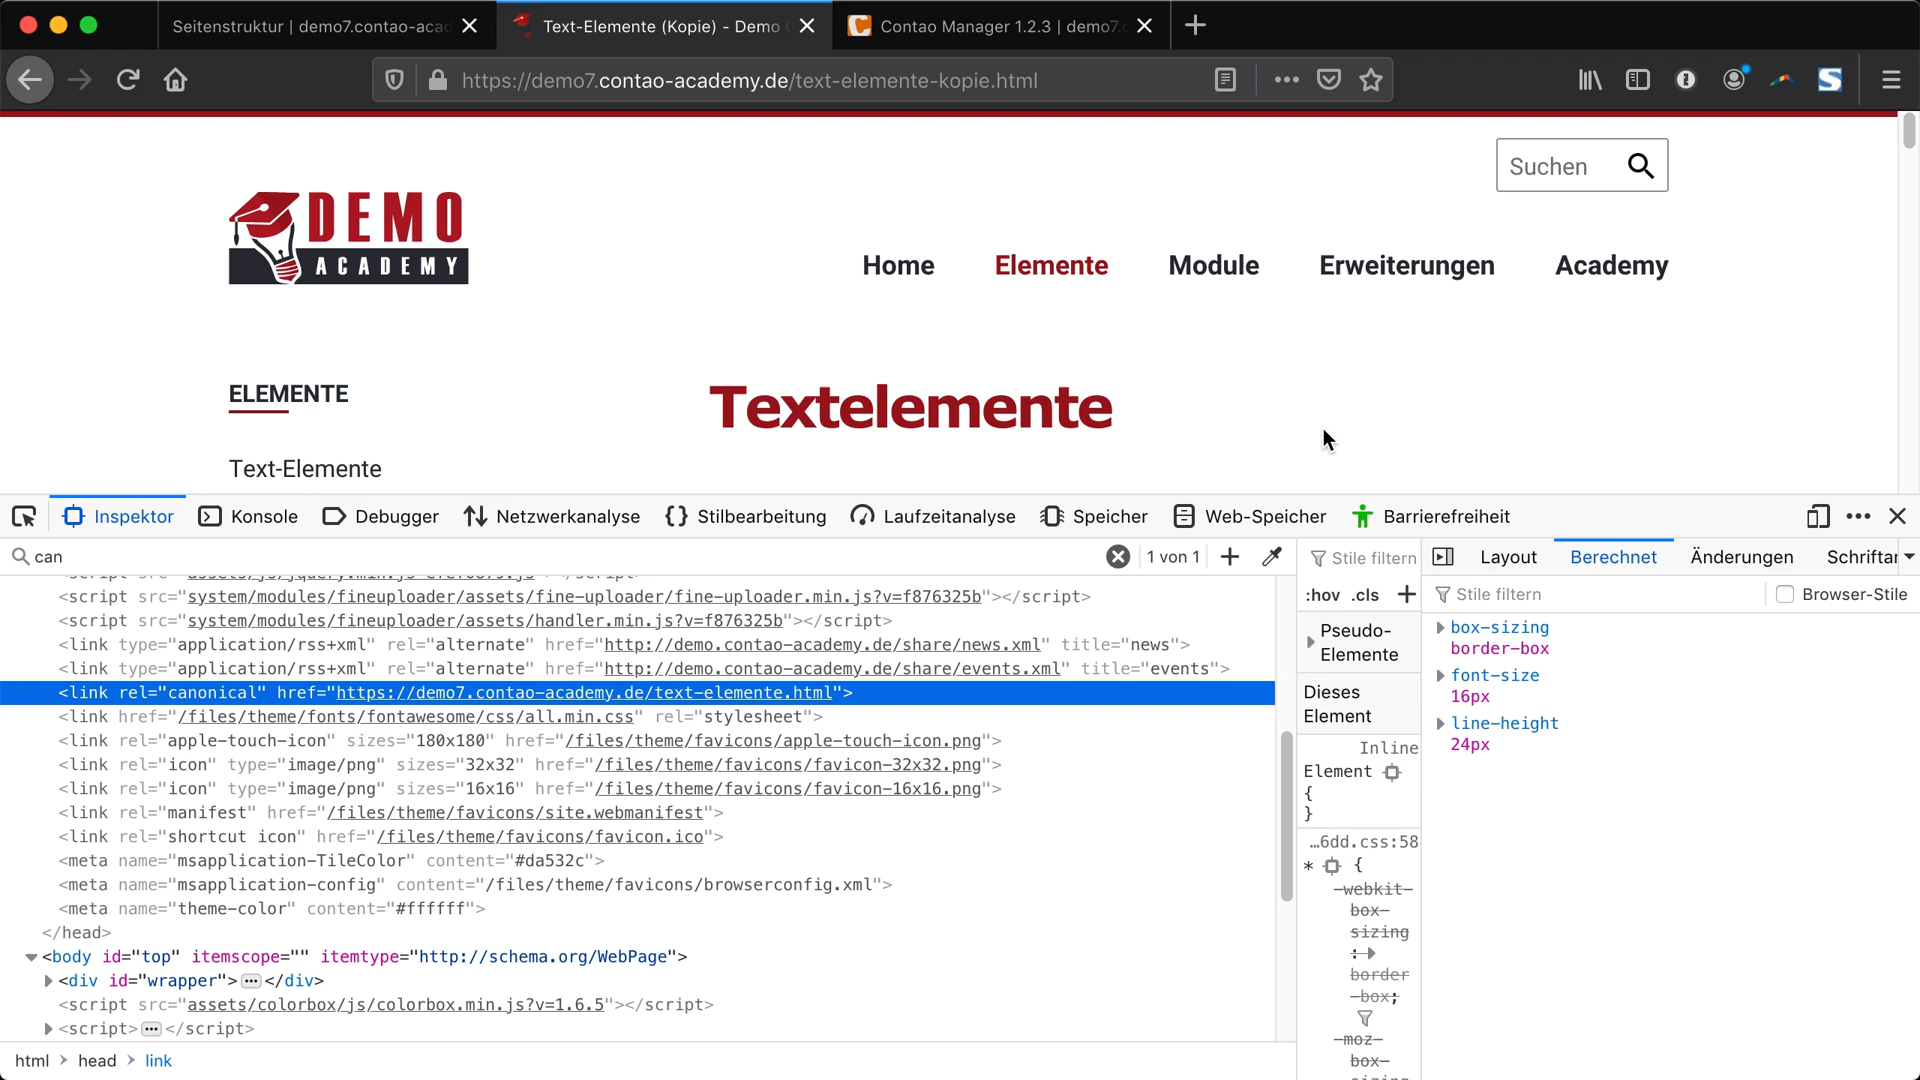 Seitenstruktur | demo7.contao-acad
Text-Elemente (Kopie) - Demo
Contao Manager 1.2.3 | demo7.
https://demo7.contao-academy.de/text-elemente-kopie.html
Suchen
DEMO
ACADEMY
Home
Elemente
Module
Erweiterungen
Academy
ELEMENTE
Textelemente
Text-Elemente
Inspektor
Konsole
Debugger
Netzwerkanalyse
Stilbearbeitung
Laufzeitanalyse
Speicher
Web-Speicher
Barrierefreiheit
can
1 von 1
<script src="system/modules/fineuploader/assets/fine-uploader/fine-uploader.min.js?v=f876325b"></script>
<script src="system/modules/fineuploader/assets/handler.min.js?v=f876325b"></script>
<link type="application/rss+xml" rel="alternate" href="http://demo.contao-academy.de/share/news.xml" title="news">
<link type="application/rss+xml" rel="alternate" href="http://demo.contao-academy.de/share/events.xml" title="events">
<link rel="canonical" href="https://demo7.contao-academy.de/text-elemente.html">
<link href="/files/theme/fonts/fontawesome/css/all.min.css" rel="stylesheet">
<link rel="apple-touch-icon" sizes="180x180" href="/files/theme/favicons/apple-touch-icon.png">
<link rel="icon" type="image/png" sizes="32x32" href="/files/theme/favicons/favicon-32x32.png">
<link rel="icon" type="image/png" sizes="16x16" href="/files/theme/favicons/favicon-16x16.png">
<link rel="manifest" href="/files/theme/favicons/site.webmanifest">
<link rel="shortcut icon" href="/files/theme/favicons/favicon.ico">
<meta name="msapplication-TileColor" content="#da532c">
<meta name="msapplication-config" content="/files/theme/favicons/browserconfig.xml">
<meta name="theme-color" content="#ffffff">
</head>
<body id="top" itemscope="" itemtype="http://schema.org/WebPage">
<div id="wrapper"> ••• </div>
<script src="assets/colorbox/js/colorbox.min.js?v=1.6.5"></script>
<script> ••• </script>
html > head > link
Stile filtern
:hov .cls +
Pseudo-
Elemente
Dieses
Element
Inline
Element
{
}
…6dd.css:58
* {
-webkit-
box-
sizing
:
border
-box;
-moz-
box-
Layout
Berechnet
Änderungen
Schriftar
Stile filtern
Browser-Stile
box-sizing
border-box
font-size
16px
line-height
24px